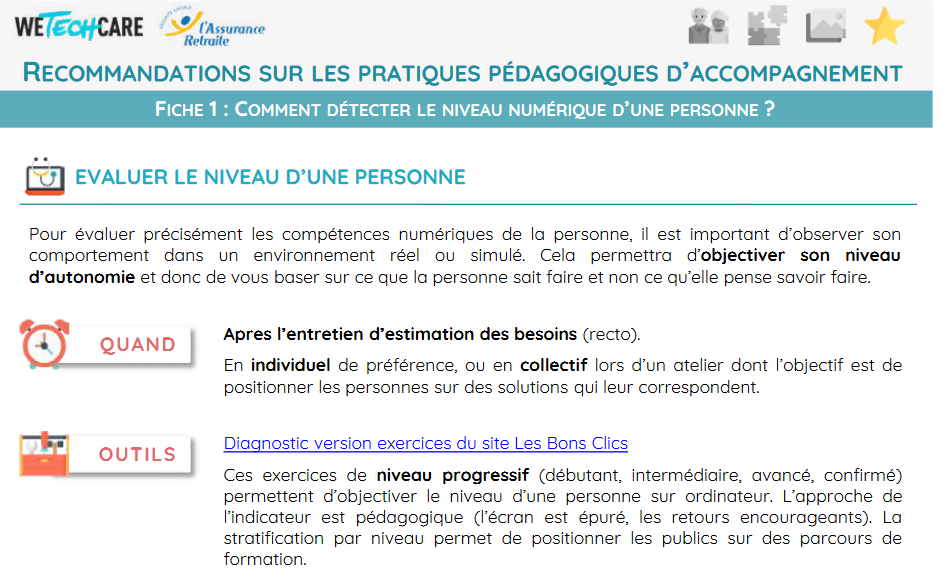 WETECHCARE
SÉCURITÉ SOCIALE
l'Assurance
Retraite
RECOMMANDATIONS SUR LES PRATIQUES PÉDAGOGIQUES D'ACCOMPAGNEMENT
FICHE 1 : COMMENT DÉTECTER LE NIVEAU NUMÉRIQUE D'UNE PERSONNE ?
EVALUER LE NIVEAU D'UNE PERSONNE
Pour évaluer précisément les compétences numériques de la personne, il est important d'observer son
comportement dans un environnement réel ou simulé. Cela permettra d'objectiver son niveau
d'autonomie et donc de vous baser sur ce que la personne sait faire et non ce qu'elle pense savoir faire.
QUAND
Apres l'entretien d'estimation des besoins (recto).
En individuel de préférence, ou en collectif lors d'un atelier dont l'objectif est de
positionner les personnes sur des solutions qui leur correspondent.
OUTILS
Diagnostic version exercices du site Les Bons Clics
Ces exercices de niveau progressif (débutant, intermédiaire, avancé, confirmé)
permettent d'objectiver le niveau d'une personne sur ordinateur. L'approche de
l'indicateur est pédagogique (l'écran est épuré, les retours encourageants). La
stratification par niveau permet de positionner les publics sur des parcours de
formation.